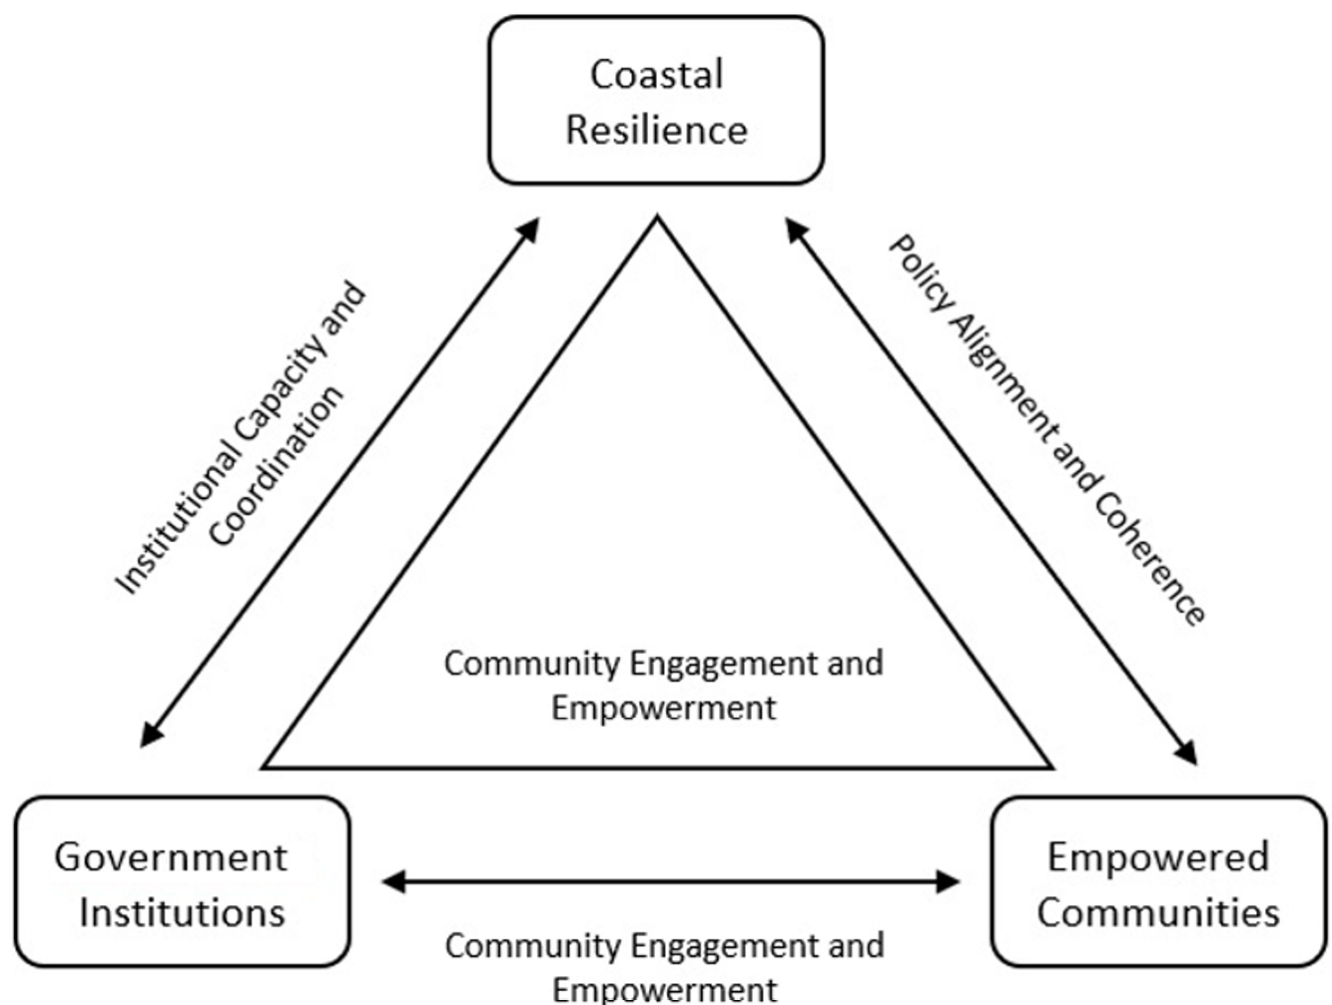 Coastal
Resilience
Institutional Capacity and
Coordination
Policy Alignment and Coherence
Community Engagement and
Empowerment
Government
Institutions
Empowered
Communities
Community Engagement and
Empowerment